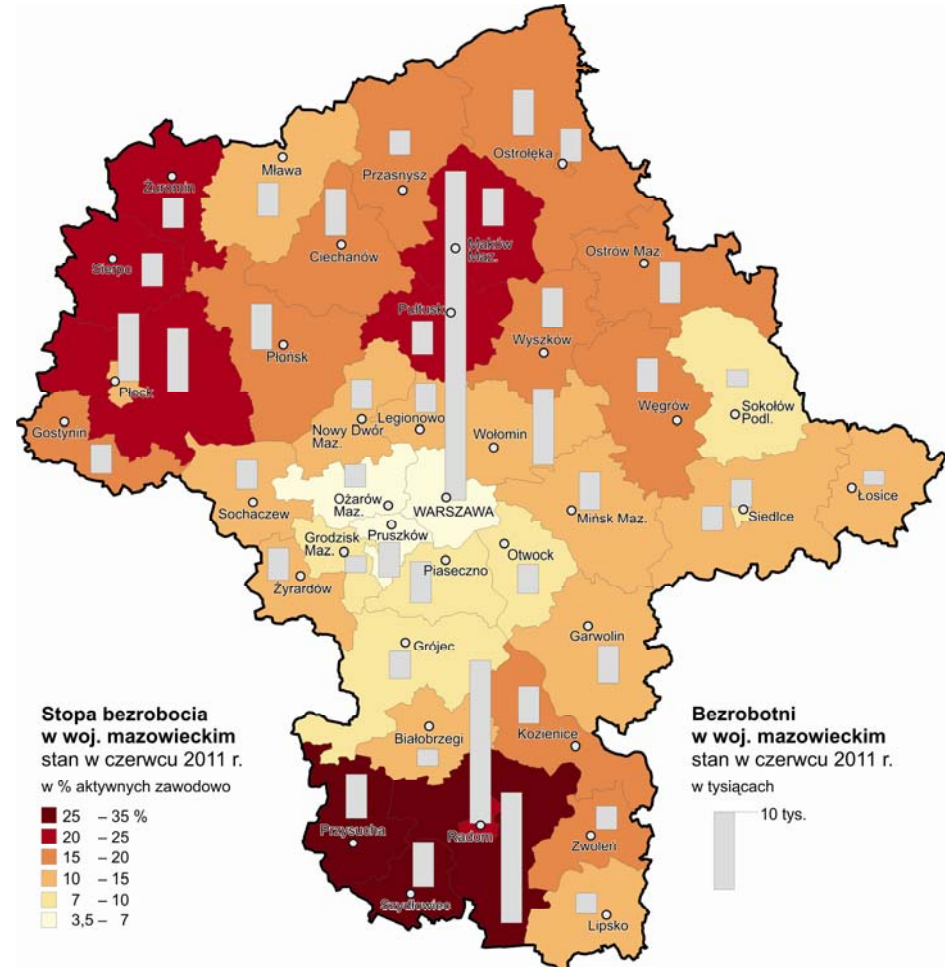 Mława
Żuromin
Przasnysz
Ostrołęka
Ciechanów
Maków
Maz.
Ostrów Maz.
Sierpc
Pułtusk
Wyszków
Płońsk
Płock
Gostynin
Nowy Dwór
Maz.
Legionowo
Wołomin
Węgrów
Sokołów
Podl.
Sochaczew
Ożarów
Maz.
WARSZAWA
Mińsk Maz.
Siedlce
Łosice
Pruszków
Grodzisk
Maz.
Otwock
Piaseczno
Żyrardów
Garwolin
Grójec
Białobrzegi
Kozienice
Przysucha
Radom
Zwoleń
Szydłowiec
Lipsko
Stopa bezrobocia
w woj. mazowieckim
stan w czerwcu 2011 r.
w % aktywnych zawodowo
25 – 35 %
20 – 25
15 – 20
10 – 15
7 – 10
3,5 – 7
Bezrobotni
w woj. mazowieckim
stan w czerwcu 2011 r.
w tysiącach
10 tys.